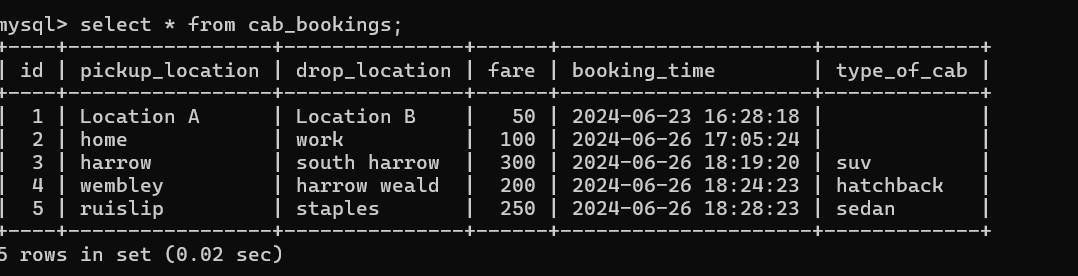 mysql> select * from cab_bookings;
+----+-----------------+---------------+------+---------------------+-------------+
| id | pickup_location | drop_location | fare | booking_time        | type_of_cab |
+----+-----------------+---------------+------+---------------------+-------------+
|  1 | Location A      | Location B    |   50 | 2024-06-23 16:28:18 |             |
|  2 | home            | work          |  100 | 2024-06-26 17:05:24 |             |
|  3 | harrow          | south harrow  |  300 | 2024-06-26 18:19:20 | suv         |
|  4 | wembley         | harrow weald  |  200 | 2024-06-26 18:24:23 | hatchback   |
|  5 | ruislip         | staples       |  250 | 2024-06-26 18:28:23 | sedan       |
+----+-----------------+---------------+------+---------------------+-------------+
5 rows in set (0.02 sec)